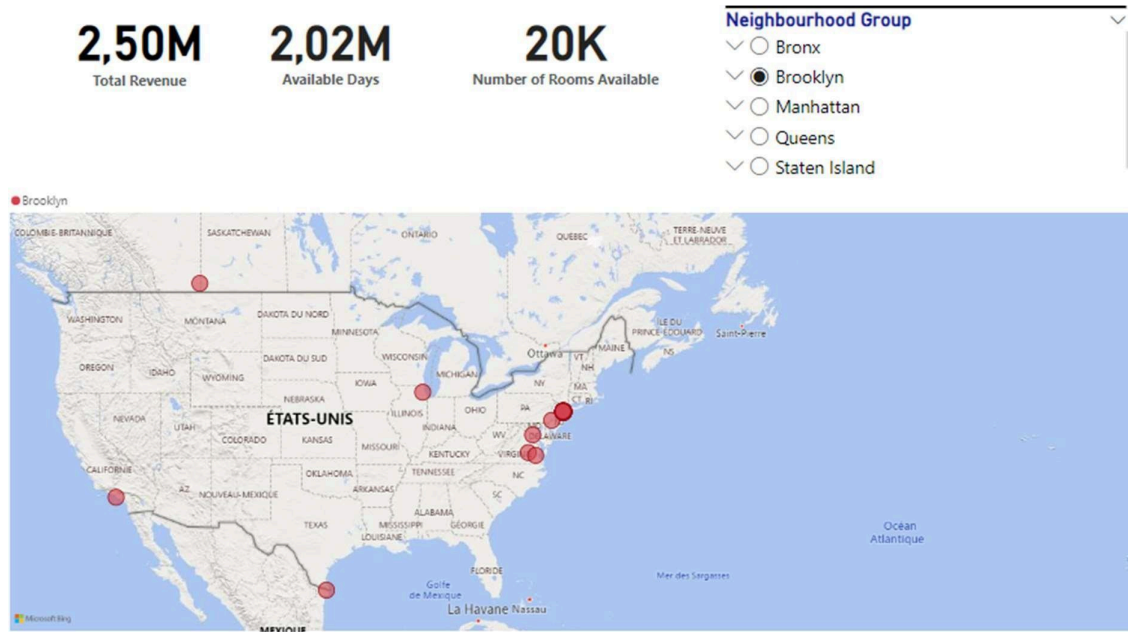 2,50M
Total Revenue
2,02M
Available Days
20K
Number of Rooms Available
Neighbourhood Group
Bronx
Brooklyn
Manhattan
Queens
Staten Island
Brooklyn
COLOMBIE-BRITANNIQUE
SASKATCHEWAN
ONTARIO
QUÉBEC
TERRE-NEUVE
ET LABRADOR
WASHINGTON
MONTANA
DAKOTA DU NORD
MINNESOTA
ÎLE DU
PRINCE-ÉDOUARD
Saint-Pierre
OREGON
IDAHO
WYOMING
DAKOTA DU SUD
WISCONSIN
MICHIGAN
Ottawa
VT
NH
MAINE
NS
NEBRASKA
IOWA
NY
MA
CT
RI
NEVADA
UTAH
COLORADO
ÉTATS-UNIS
KANSAS
ILLINOIS
INDIANA
OHIO
PA
MISSOURI
WV
DELAWARE
CALIFORNIE
AZ
NOUVEAU-MEXIQUE
OKLAHOMA
ARKANSAS
KENTUCKY
TENNESSEE
NC
TEXAS
MISSISSIPPI
ALABAMA
GÉORGIE
SC
LOUISIANE
Océan
Atlantique
FLORIDE
Mer des Sargasses
Golfe
de Mexique
La Havane
Nassau
Microsoft Bing
MEXIQUE